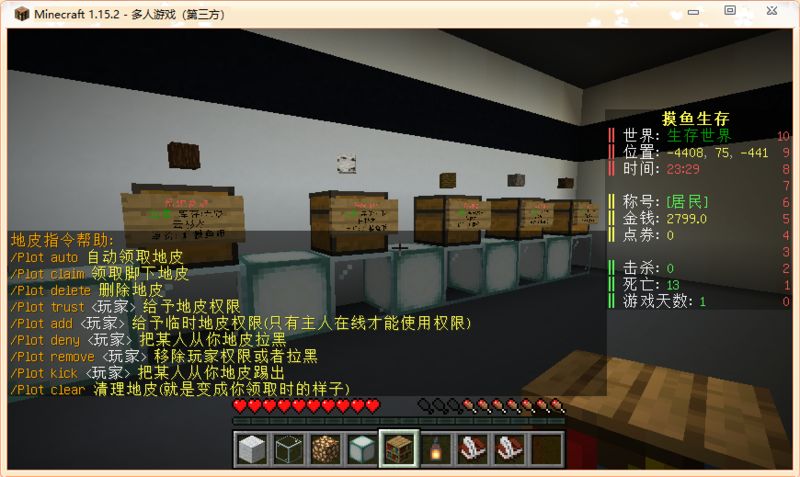 Minecraft 1.15.2 - 多人游戏（第三方）
摸鱼生存
世界: 生存世界 10
位置: -4408, 75, -441 9
时间: 23:29 8
7
称号: [居民] 6
金钱: 2799.0 5
点券: 0 4
3
击杀: 0 2
死亡: 13 1
游戏天数: 1 0
地皮指令帮助:
/Plot auto 自动领取地皮
/Plot claim 领取脚下地皮
/Plot delete 删除地皮
/Plot trust <玩家> 给予地皮权限
/Plot add <玩家> 给予临时地皮权限(只有主人在线才能使用权限)
/Plot deny <玩家> 把某人从你地皮拉黑
/Plot remove <玩家> 移除玩家权限或者拉黑
/Plot kick <玩家> 把某人从你地皮踢出
/Plot clear 清理地皮(就是变成你领取时的样子)